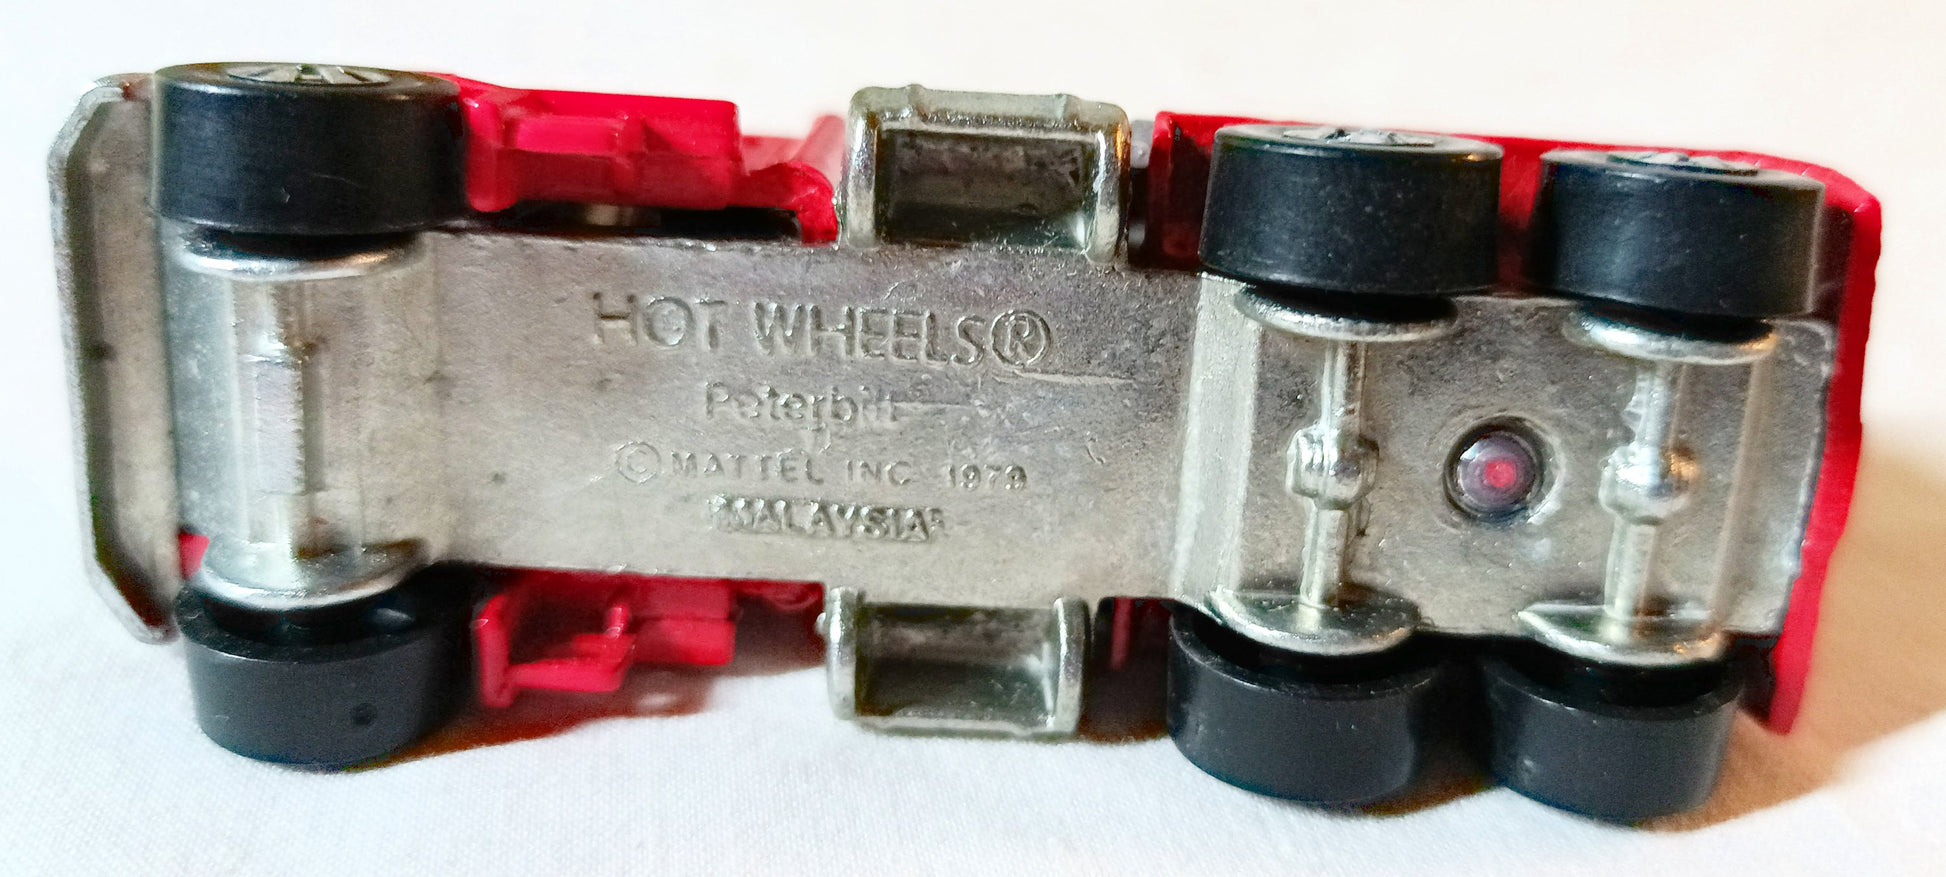 HOT WHEELS®
Peterbilt
© MATTEL INC 1979
MALAYSIA